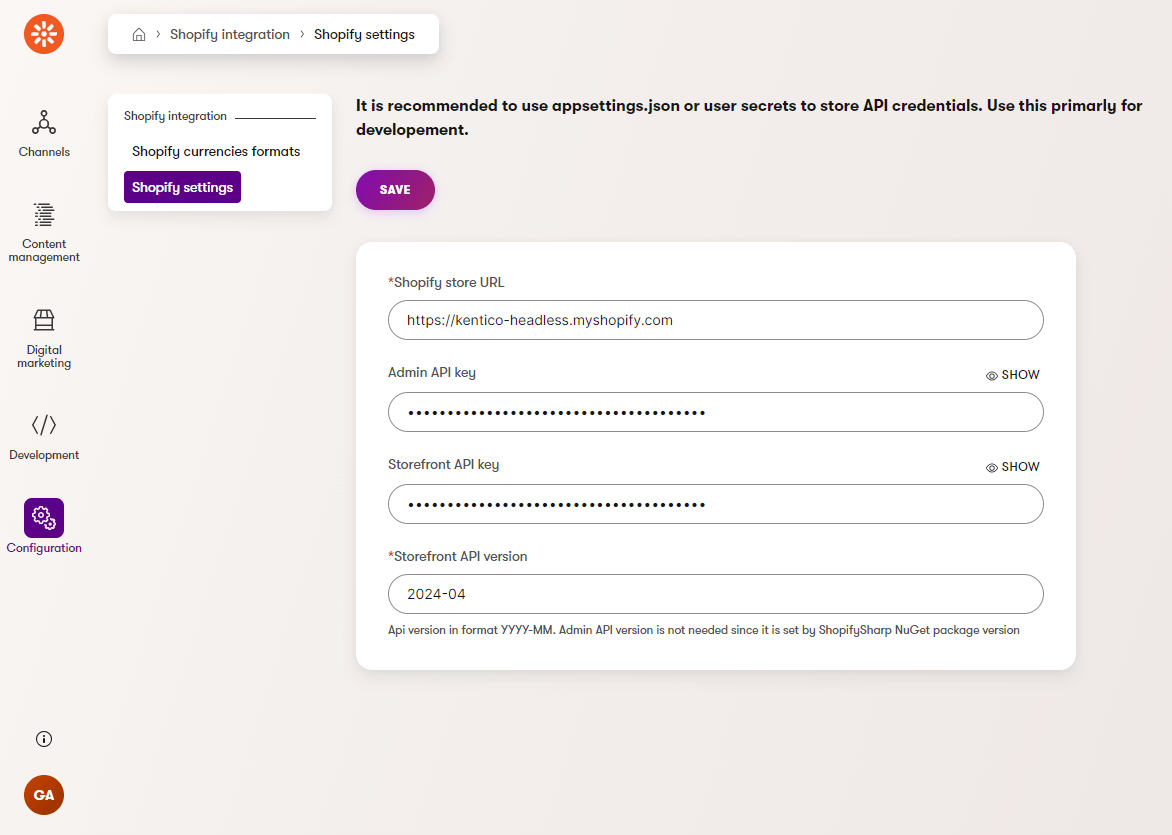 Shopify integration › Shopify settings
Channels
Content
management
Digital
marketing
Development
Configuration
GA
Shopify integration
Shopify currencies formats
Shopify settings
It is recommended to use appsettings.json or user secrets to store API credentials. Use this primarly for
developement.
SAVE
*Shopify store URL
https://kentico-headless.myshopify.com
Admin API key
SHOW
••••••••••••••••••••••••••••••••••••••
Storefront API key
SHOW
••••••••••••••••••••••••••••••••••••••
*Storefront API version
2024-04
Api version in format YYYY-MM. Admin API version is not needed since it is set by ShopifySharp NuGet package version